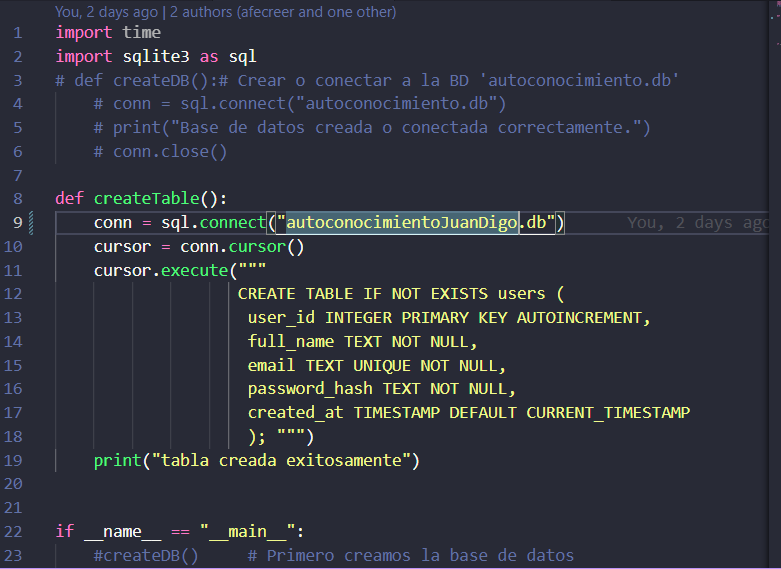 You, 2 days ago | 2 authors (afecreer and one other)
1 import time
2 import sqlite3 as sql
3 # def createDB():# Crear o conectar a la BD 'autoconocimiento.db'
4     # conn = sql.connect("autoconocimiento.db")
5     # print("Base de datos creada o conectada correctamente.")
6     # conn.close()
7
8 def createTable():
9     conn = sql.connect("autoconocimientoJuanDigo.db")     You, 2 days ago
10     cursor = conn.cursor()
11     cursor.execute("""
12                    CREATE TABLE IF NOT EXISTS users (
13                     user_id INTEGER PRIMARY KEY AUTOINCREMENT,
14                     full_name TEXT NOT NULL,
15                     email TEXT UNIQUE NOT NULL,
16                     password_hash TEXT NOT NULL,
17                     created_at TIMESTAMP DEFAULT CURRENT_TIMESTAMP
18                     ); """)
19     print("tabla creada exitosamente")
20
21
22 if __name__ == "__main__":
23     #createDB()     # Primero creamos la base de datos